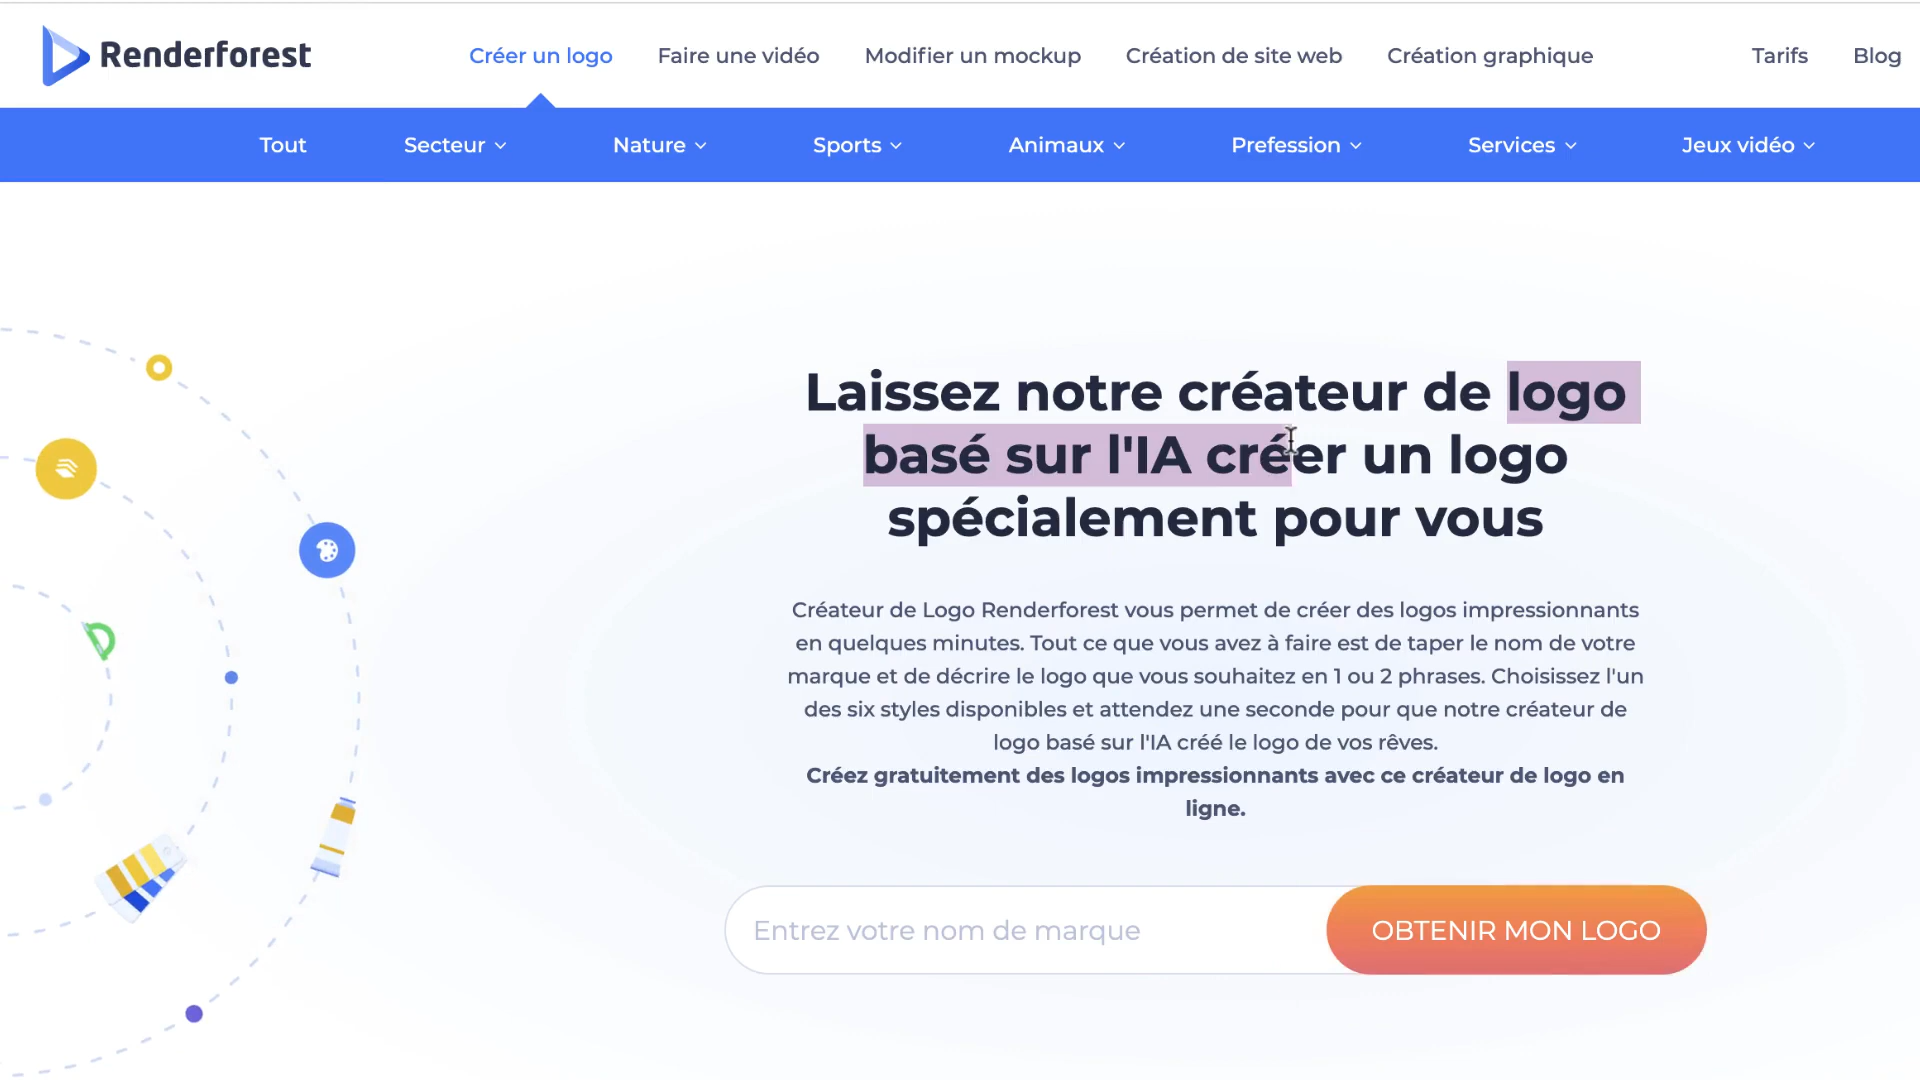 Renderforest
Créer un logo
Faire une vidéo
Modifier un mockup
Création de site web
Création graphique
Tarifs
Blog
Tout
Secteur
Nature
Sports
Animaux
Prefession
Services
Jeux vidéo
Laissez notre créateur de logo
basé sur l'IA créer un logo
spécialement pour vous
Créateur de Logo Renderforest vous permet de créer des logos impressionnants
en quelques minutes. Tout ce que vous avez à faire est de taper le nom de votre
marque et de décrire le logo que vous souhaitez en 1 ou 2 phrases. Choisissez l'un
des six styles disponibles et attendez une seconde pour que notre créateur de
logo basé sur l'IA créé le logo de vos rêves.
Créez gratuitement des logos impressionnants avec ce créateur de logo en
ligne.
Entrez votre nom de marque
OBTENIR MON LOGO